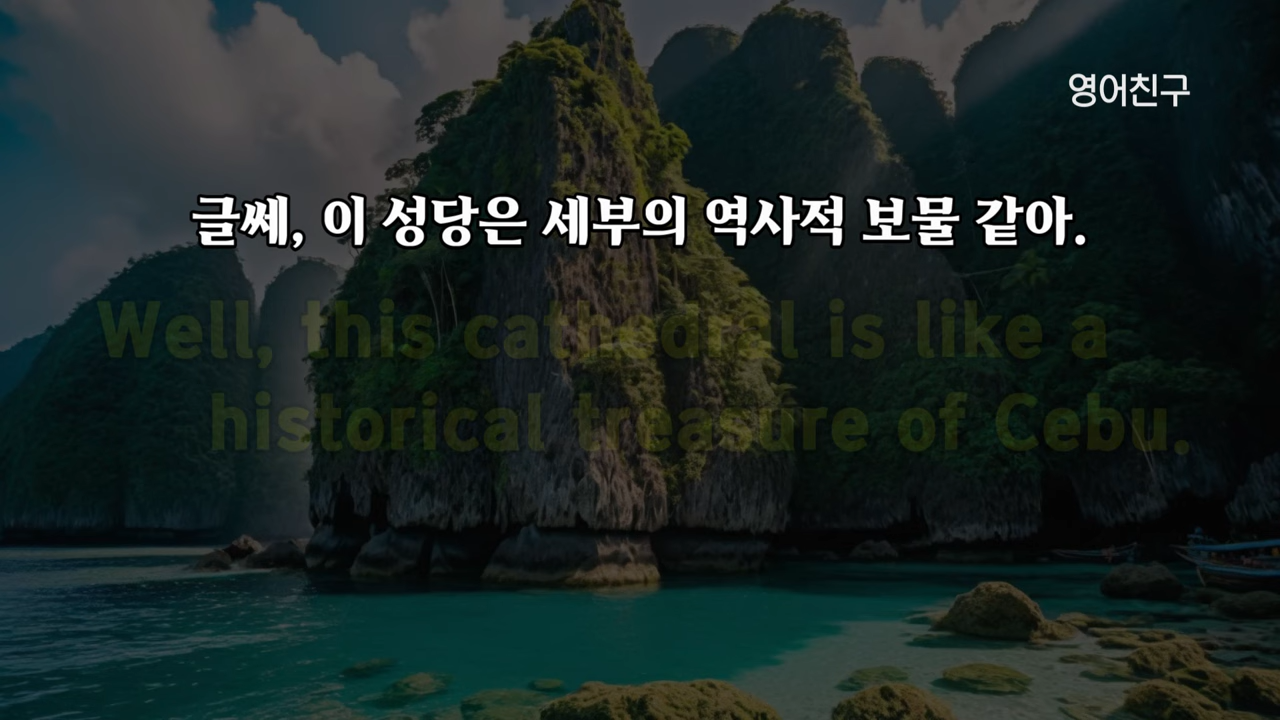 영어친구
글쎄, 이 성당은 세부의 역사적 보물 같아.
Well, this cathedral is like a
historical treasure of Cebu.